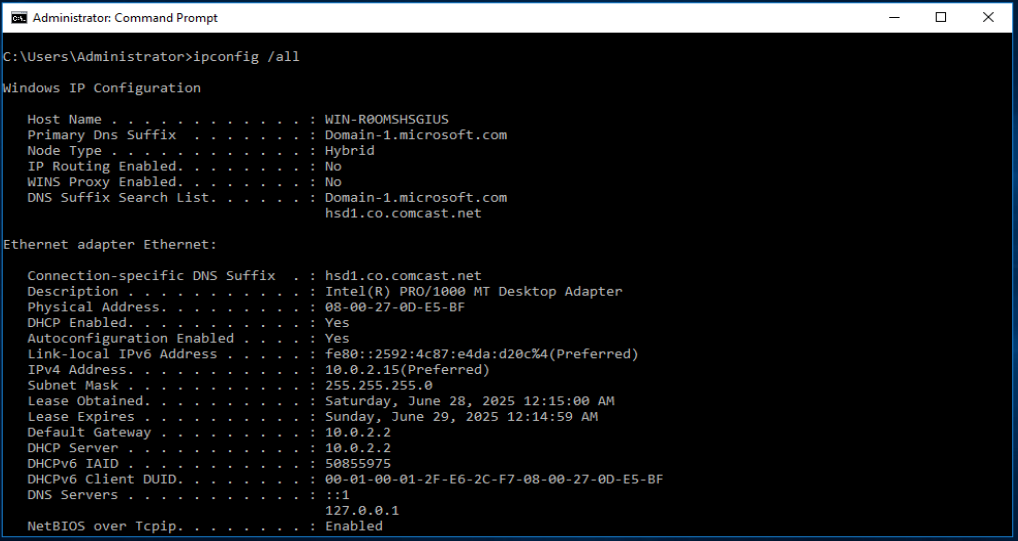 Administrator: Command Prompt
C:\Users\Administrator>ipconfig /all
Windows IP Configuration
Host Name . . . . . . . . . . . . : WIN-R0OMSHSGIUS
Primary Dns Suffix  . . . . . . . : Domain-1.microsoft.com
Node Type . . . . . . . . . . . . : Hybrid
IP Routing Enabled. . . . . . . . : No
WINS Proxy Enabled. . . . . . . . : No
DNS Suffix Search List. . . . . . : Domain-1.microsoft.com
hsd1.co.comcast.net
Ethernet adapter Ethernet:
Connection-specific DNS Suffix  . : hsd1.co.comcast.net
Description . . . . . . . . . . . : Intel(R) PRO/1000 MT Desktop Adapter
Physical Address. . . . . . . . . : 08-00-27-0D-E5-BF
DHCP Enabled. . . . . . . . . . . : Yes
Autoconfiguration Enabled . . . . : Yes
Link-local IPv6 Address . . . . . : fe80::2592:4c87:e4da:d20c%4(Preferred)
IPv4 Address. . . . . . . . . . . : 10.0.2.15(Preferred)
Subnet Mask . . . . . . . . . . . : 255.255.255.0
Lease Obtained. . . . . . . . . . : Saturday, June 28, 2025 12:15:00 AM
Lease Expires . . . . . . . . . . : Sunday, June 29, 2025 12:14:59 AM
Default Gateway . . . . . . . . . : 10.0.2.2
DHCP Server . . . . . . . . . . . : 10.0.2.2
DHCPv6 IAID . . . . . . . . . . . : 50855975
DHCPv6 Client DUID. . . . . . . . : 00-01-00-01-2F-E6-2C-F7-08-00-27-0D-E5-BF
DNS Servers . . . . . . . . . . . : ::1
127.0.0.1
NetBIOS over Tcpip. . . . . . . . : Enabled